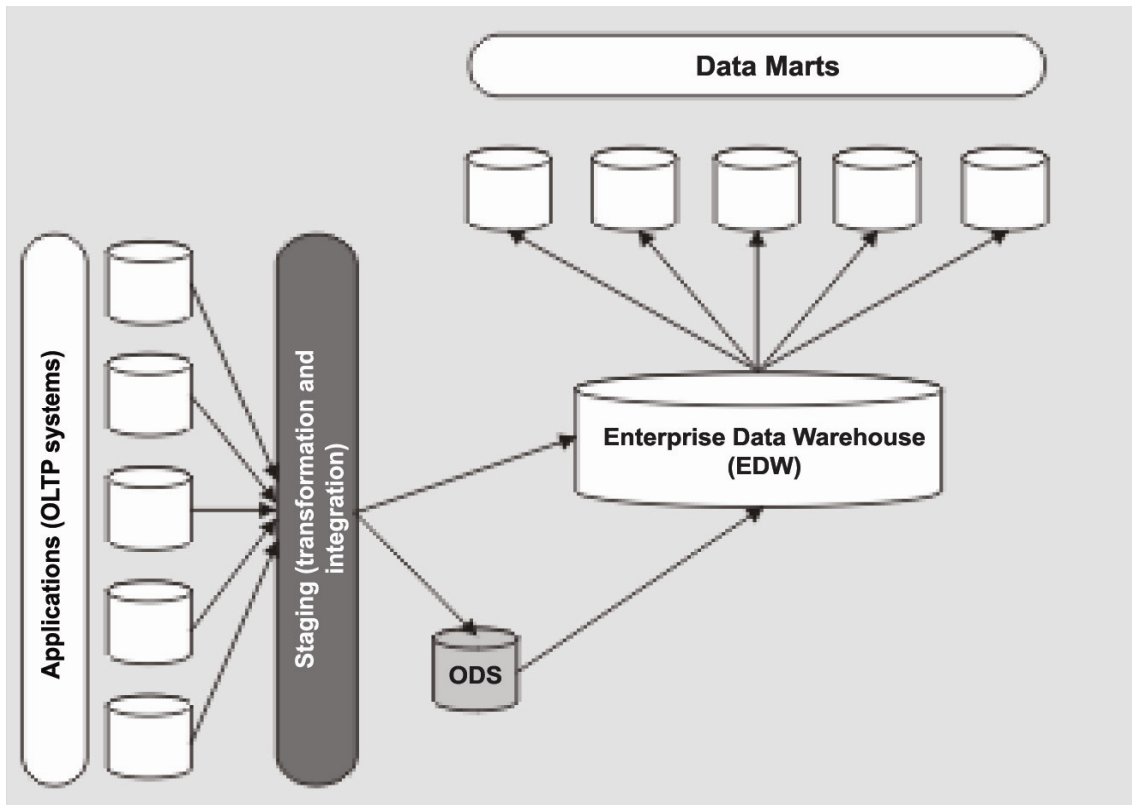 Data Marts
Applications (OLTP systems)
Staging (transformation and
integration)
Enterprise Data Warehouse
(EDW)
ODS